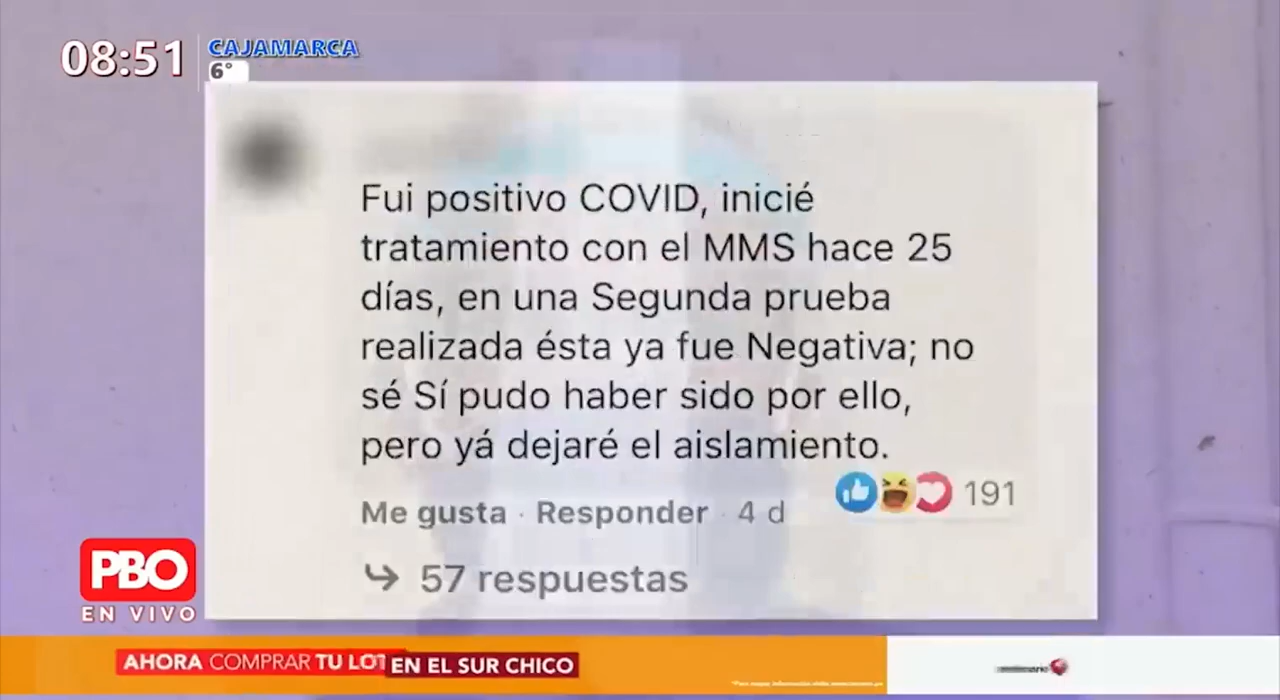 08:51
CAJAMARCA
6°
Fui positivo COVID, inicié
tratamiento con el MMS hace 25
días, en una Segunda prueba
realizada ésta ya fue Negativa; no
sé Sí pudo haber sido por ello,
pero yá dejaré el aislamiento.
Me gusta · Responder · 4 d
191
57 respuestas
PBO
EN VIVO
AHORA COMPRAR TU LOT
EN EL SUR CHICO